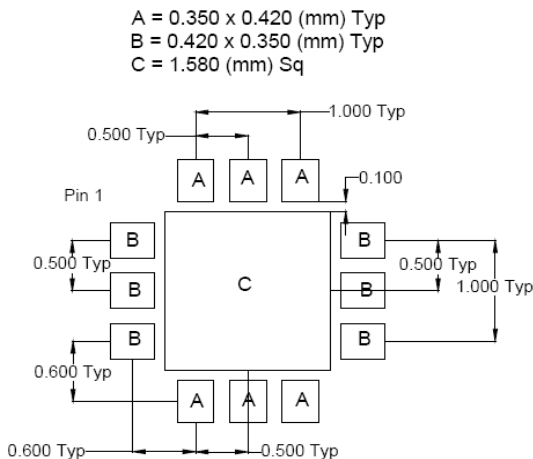 A = 0.350 x 0.420 (mm) Typ
B = 0.420 x 0.350 (mm) Typ
C = 1.580 (mm) Sq
1.000 Typ
0.500 Typ
A A A
0.100
Pin 1
B B
0.500 Typ
B C B
0.500 Typ
1.000 Typ
B B
0.600 Typ
A A A
0.600 Typ
0.500 Typ